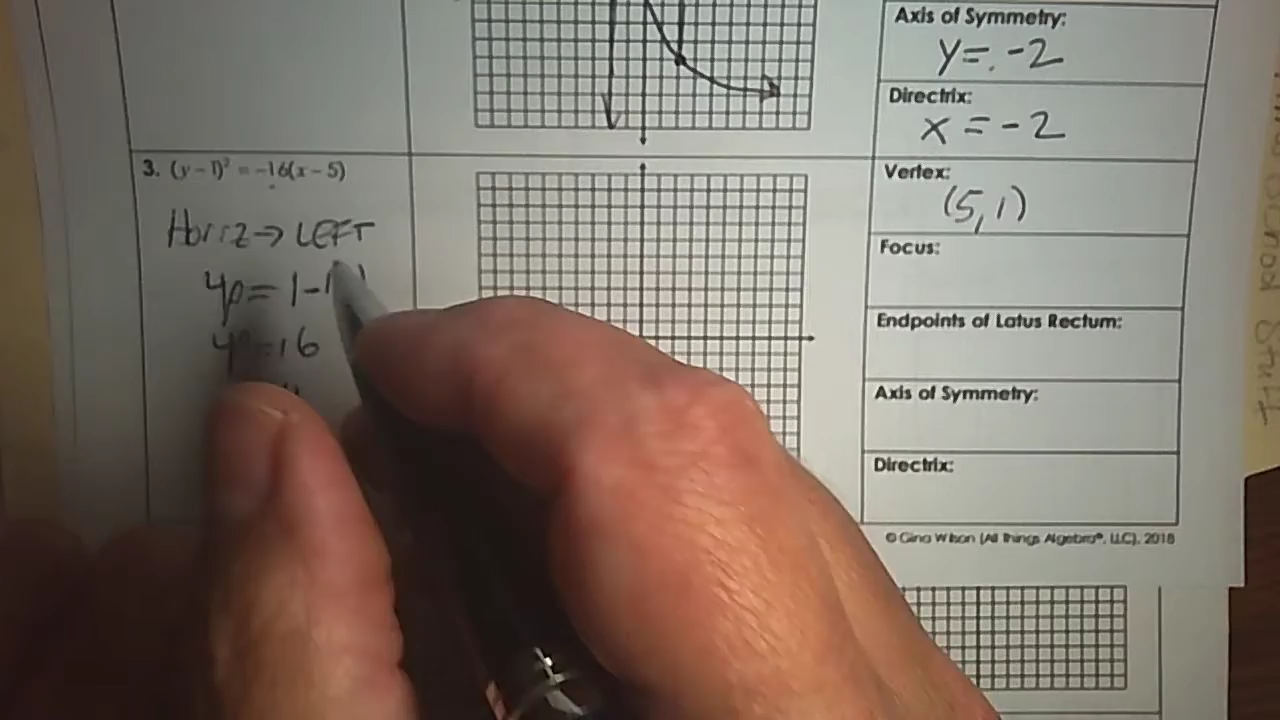 Axis of Symmetry:
y = -2
Directrix:
x = -2
3. (y – 1)² = –16(x – 5)
Horiz → LEFT
4p = |-
4p = 16
Vertex:
(5, 1)
Focus:
Endpoints of Latus Rectum:
Axis of Symmetry:
Directrix:
© Gina Wilson (All Things Algebra®, LLC), 2018